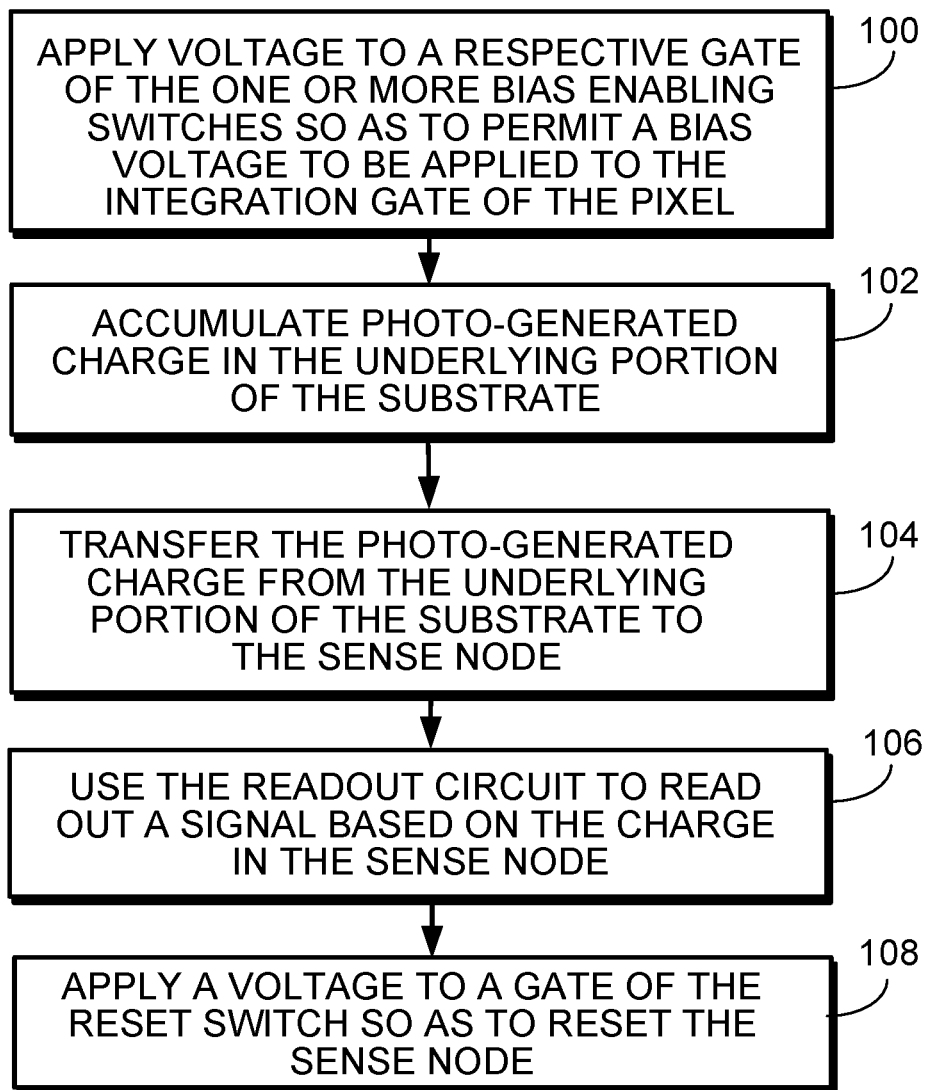 APPLY VOLTAGE TO A RESPECTIVE GATE
OF THE ONE OR MORE BIAS ENABLING
SWITCHES SO AS TO PERMIT A BIAS
VOLTAGE TO BE APPLIED TO THE
INTEGRATION GATE OF THE PIXEL
100
ACCUMULATE PHOTO-GENERATED
CHARGE IN THE UNDERLYING PORTION
OF THE SUBSTRATE
102
TRANSFER THE PHOTO-GENERATED
CHARGE FROM THE UNDERLYING
PORTION OF THE SUBSTRATE TO
THE SENSE NODE
104
USE THE READOUT CIRCUIT TO READ
OUT A SIGNAL BASED ON THE CHARGE
IN THE SENSE NODE
106
APPLY A VOLTAGE TO A GATE OF THE
RESET SWITCH SO AS TO RESET THE
SENSE NODE
108